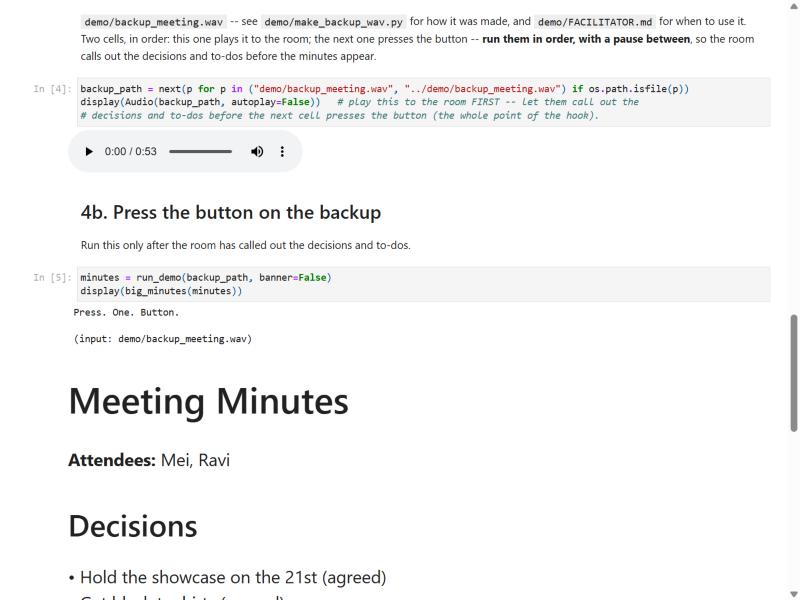 demo/backup_meeting.wav -- see demo/make_backup_wav.py for how it was made, and demo/FACILITATOR.md for when to use it.
Two cells, in order: this one plays it to the room; the next one presses the button -- run them in order, with a pause between, so the room
calls out the decisions and to-dos before the minutes appear.
In [4]: backup_path = next(p for p in ("demo/backup_meeting.wav", "../demo/backup_meeting.wav") if os.path.isfile(p))
display(Audio(backup_path, autoplay=False))   # play this to the room FIRST -- let them call out the
# decisions and to-dos before the next cell presses the button (the whole point of the hook).
0:00 / 0:53
4b. Press the button on the backup
Run this only after the room has called out the decisions and to-dos.
In [5]: minutes = run_demo(backup_path, banner=False)
display(big_minutes(minutes))
Press. One. Button.
(input: demo/backup_meeting.wav)
Meeting Minutes
Attendees: Mei, Ravi
Decisions
• Hold the showcase on the 21st (agreed)